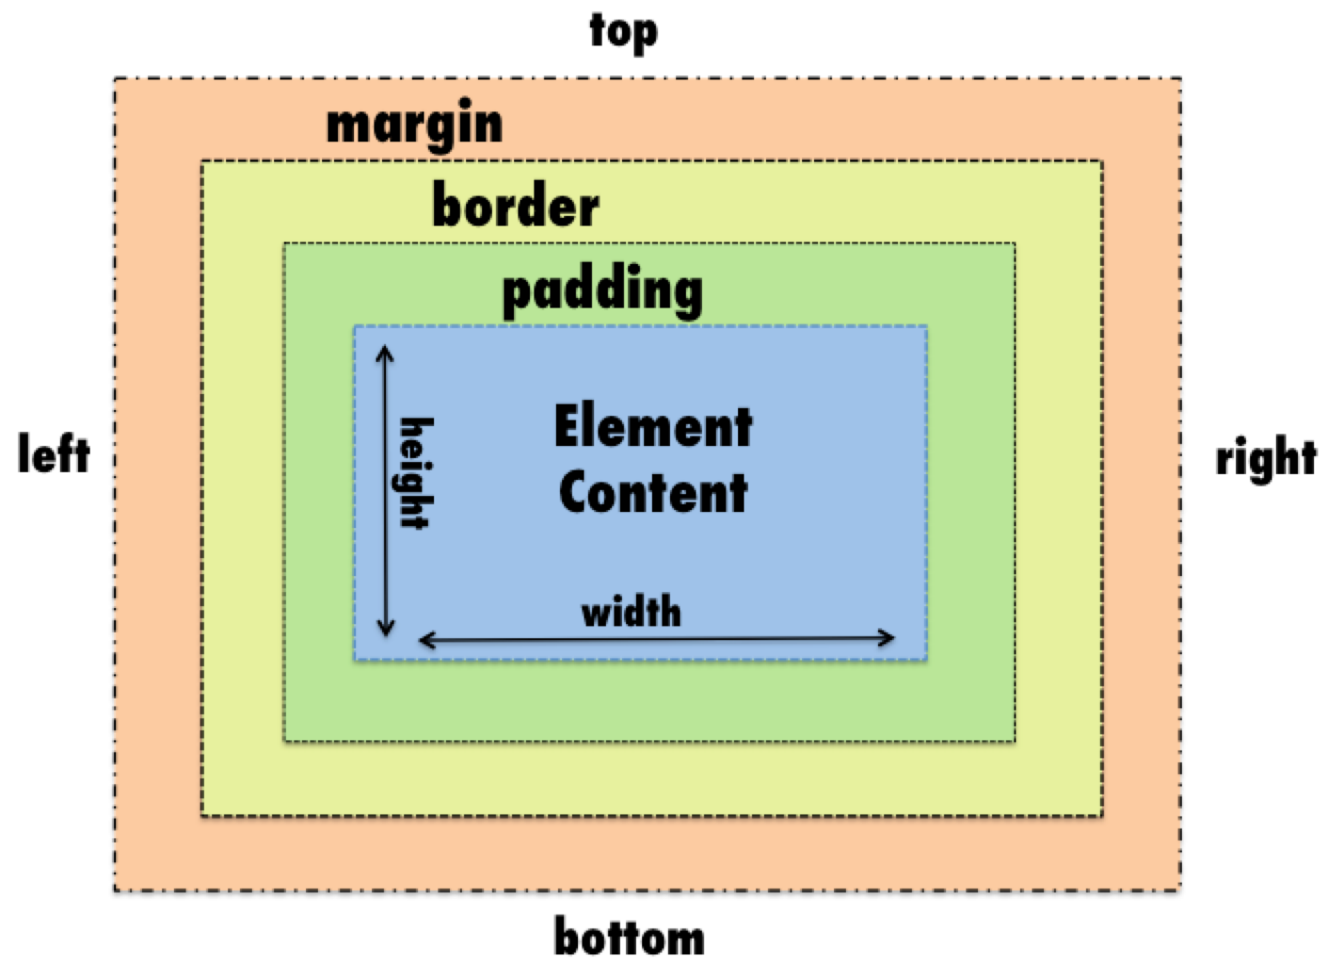 top
margin
border
padding
left
height
Element
Content
right
width
bottom